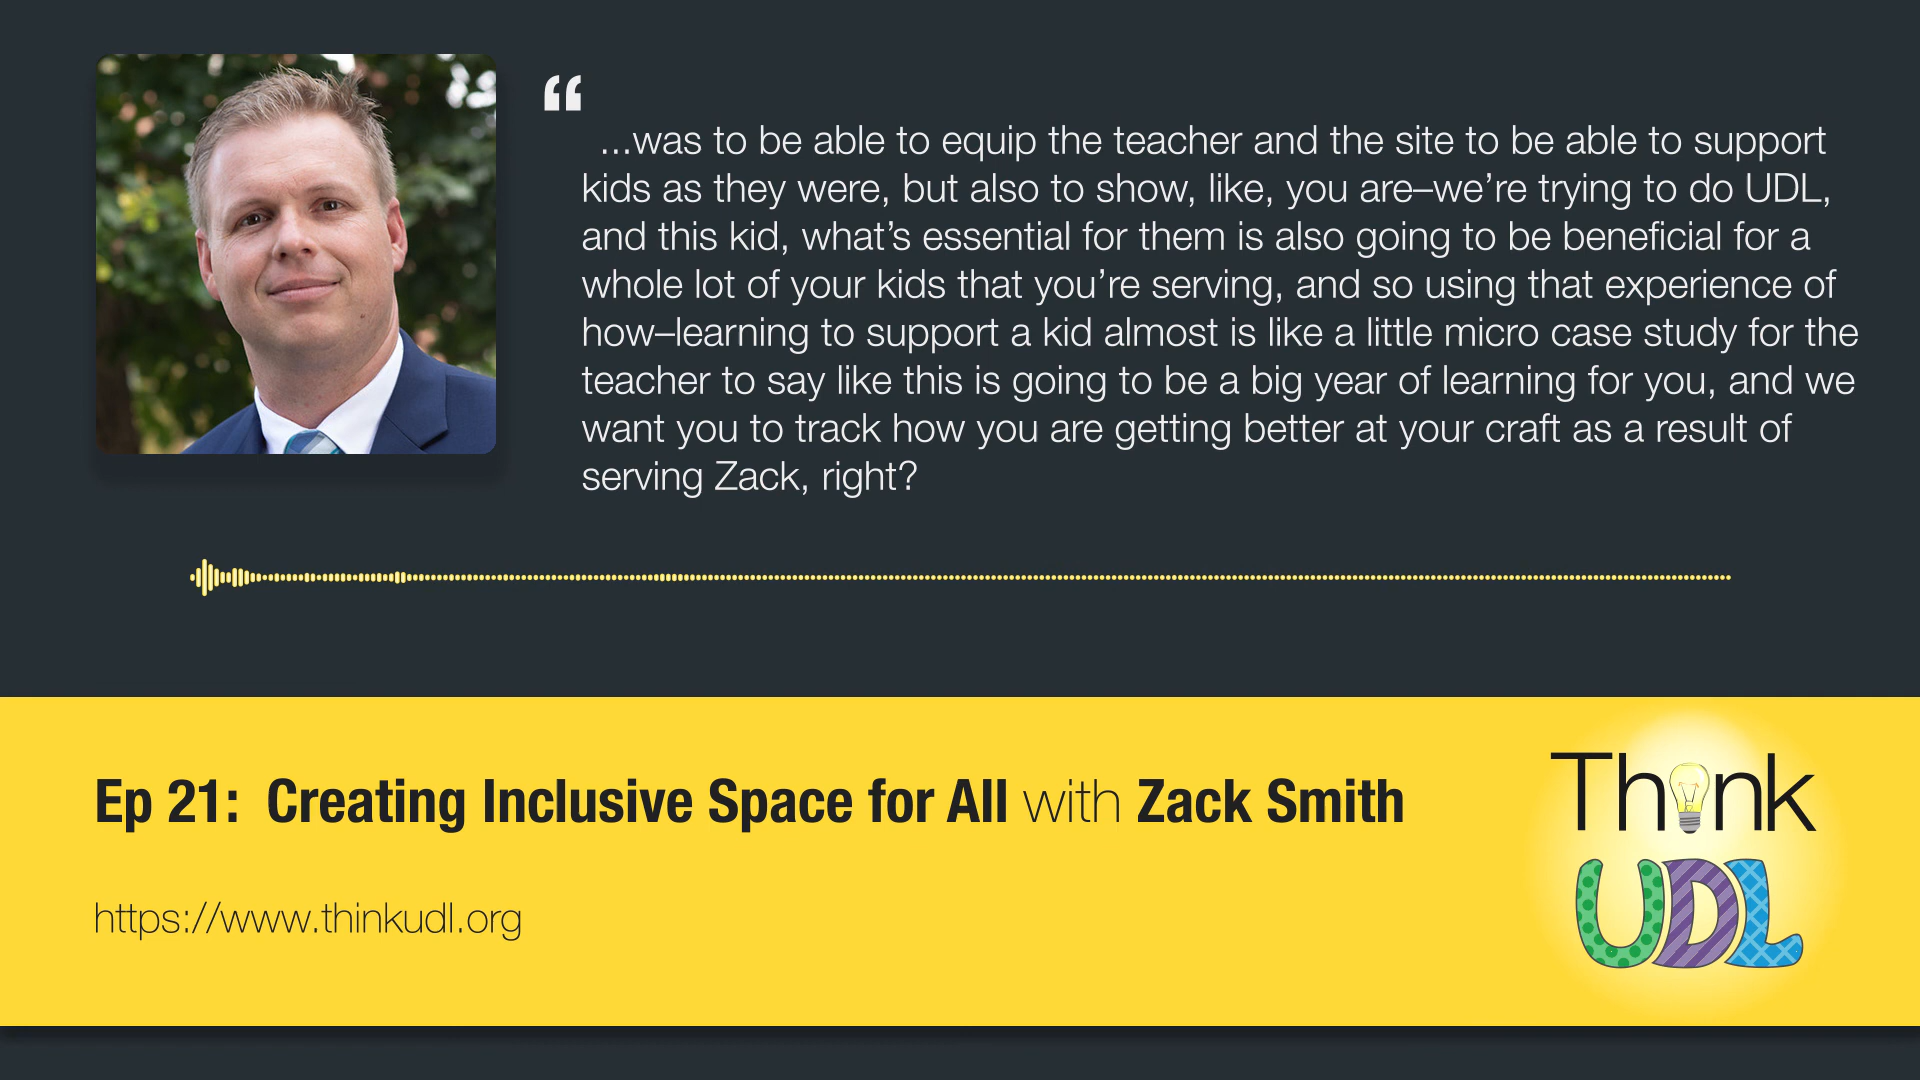 “
...was to be able to equip the teacher and the site to be able to support
kids as they were, but also to show, like, you are–we’re trying to do UDL,
and this kid, what’s essential for them is also going to be beneficial for a
whole lot of your kids that you’re serving, and so using that experience of
how–learning to support a kid almost is like a little micro case study for the
teacher to say like this is going to be a big year of learning for you, and we
want you to track how you are getting better at your craft as a result of
serving Zack, right?
Ep 21: Creating Inclusive Space for All with Zack Smith
https://www.thinkudl.org
Think
UDL